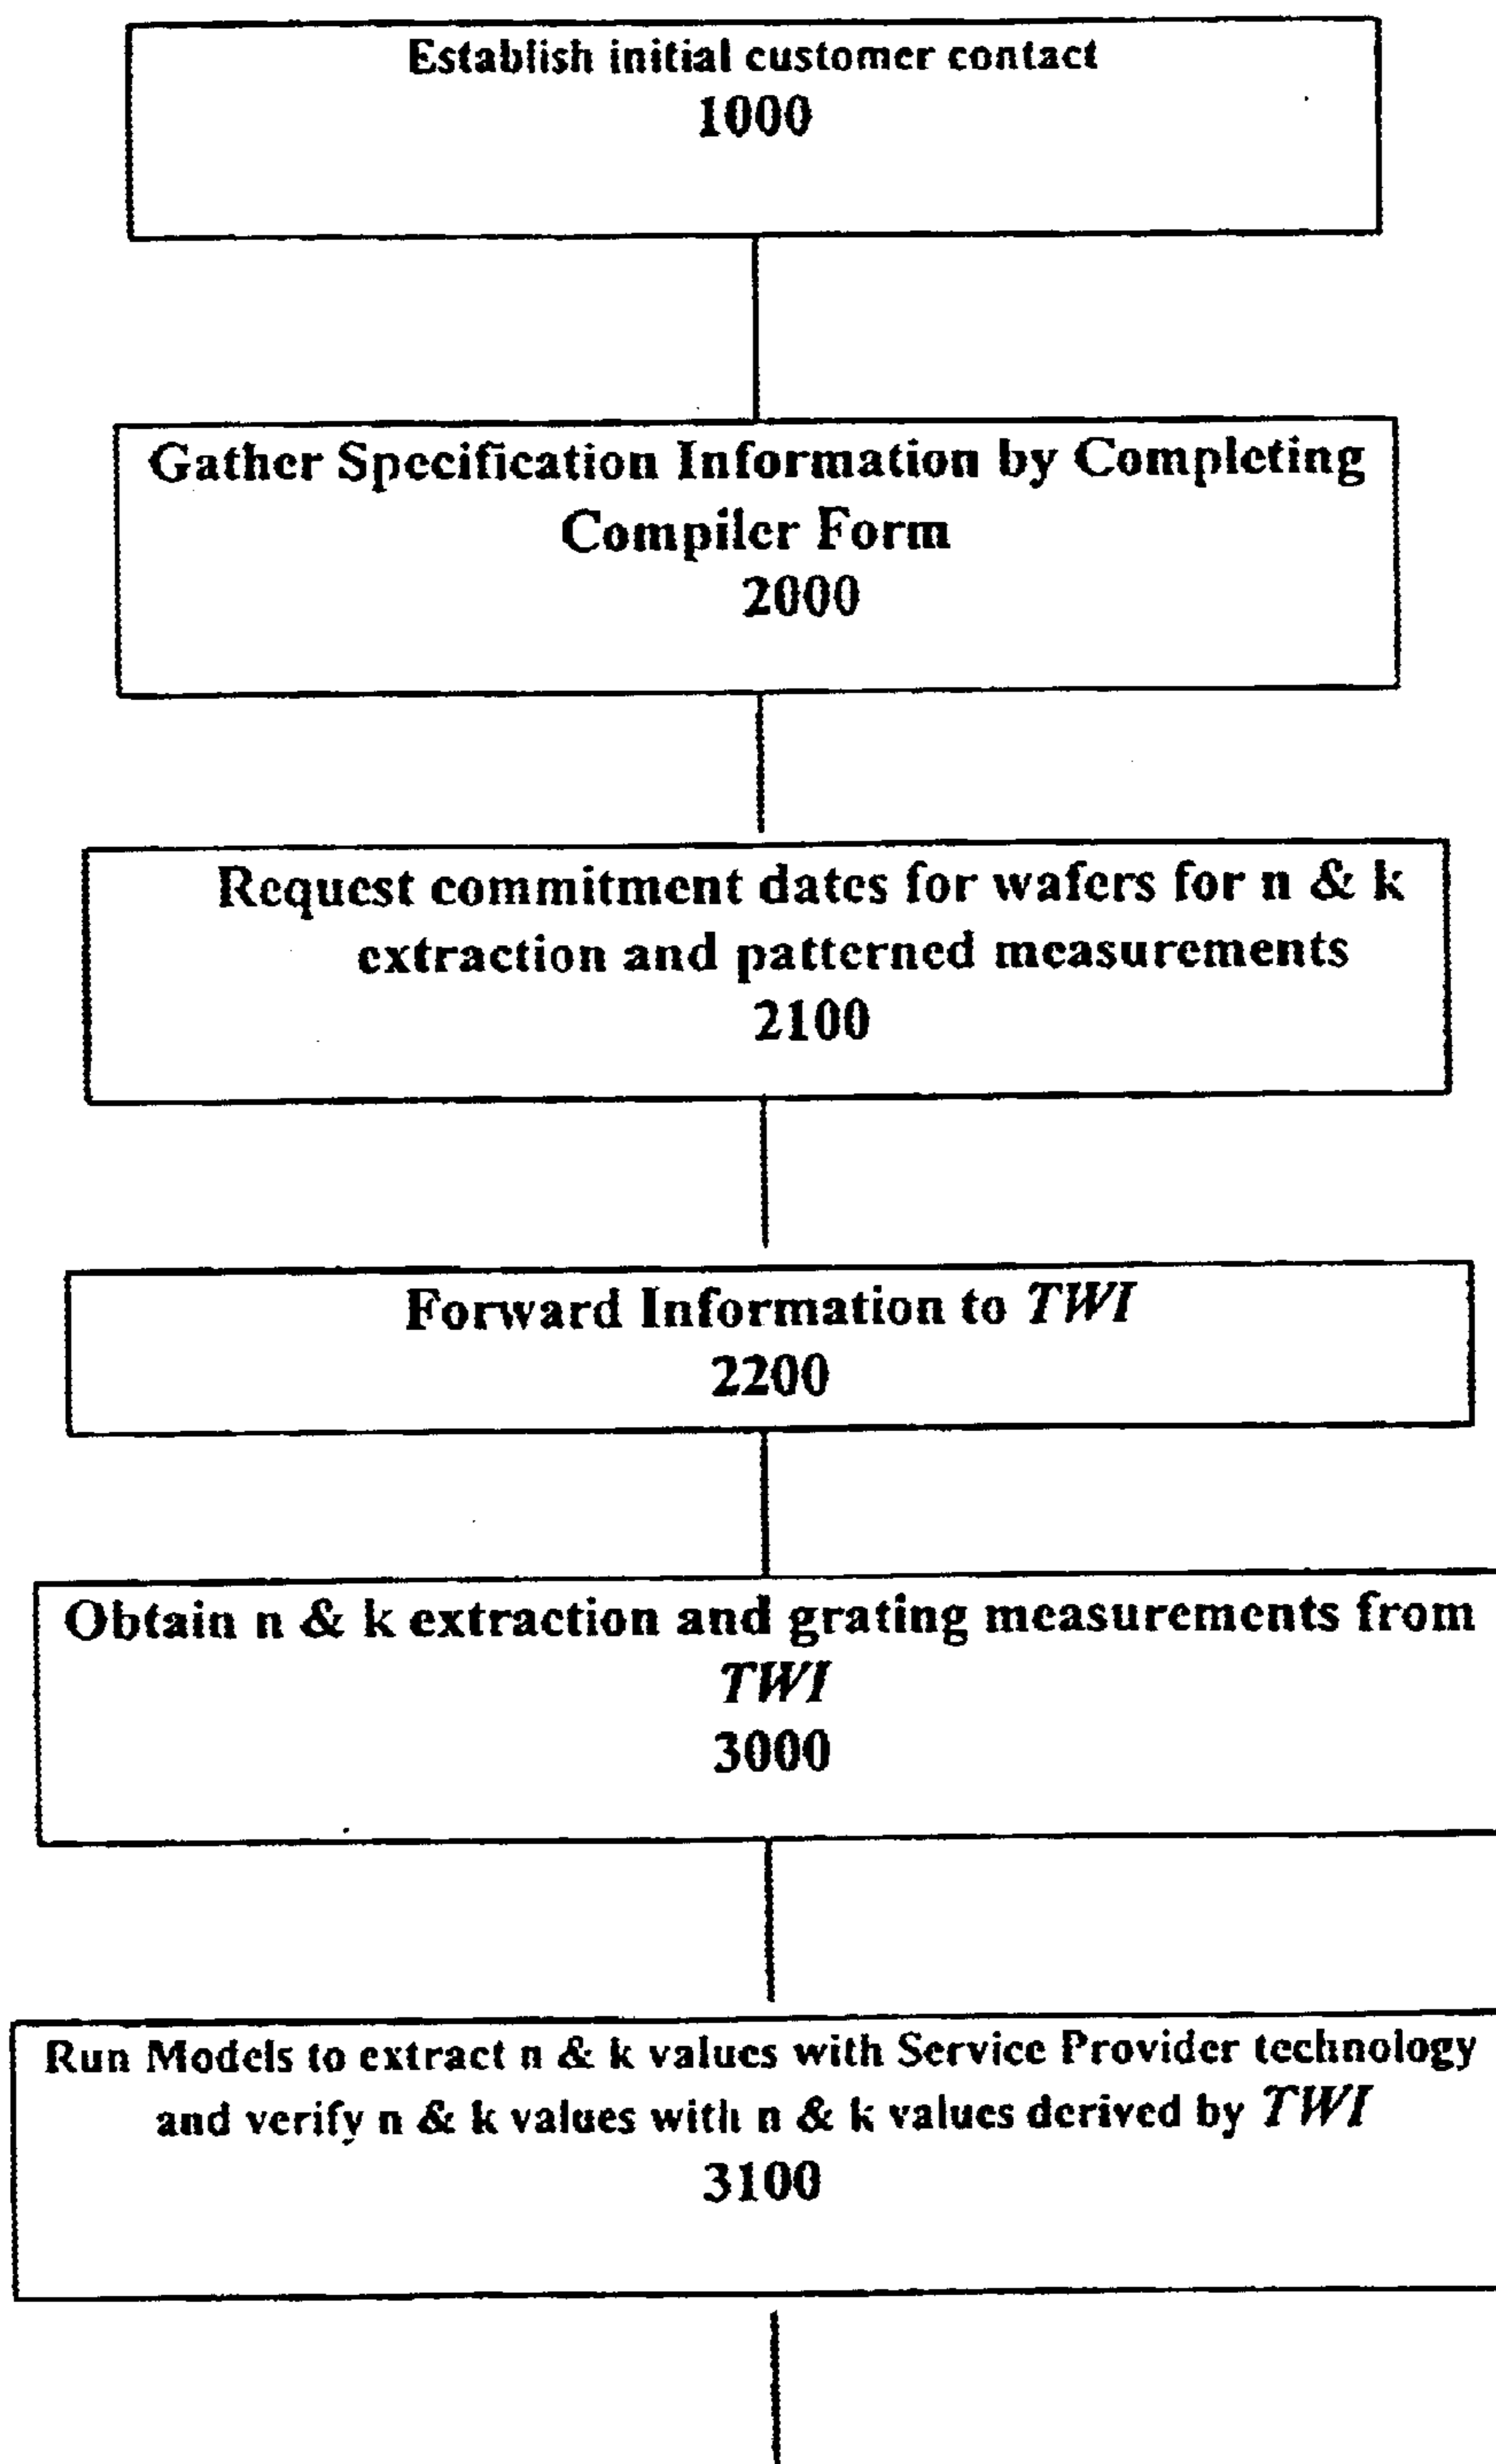 Establish initial customer contact
1000
Gather Specification Information by Completing
Compiler Form
2000
Request commitment dates for wafers for n & k
extraction and patterned measurements
2100
Forward Information to TWI
2200
Obtain n & k extraction and grating measurements from
TWI
3000
Run Models to extract n & k values with Service Provider technology
and verify n & k values with n & k values derived by TWI
3100